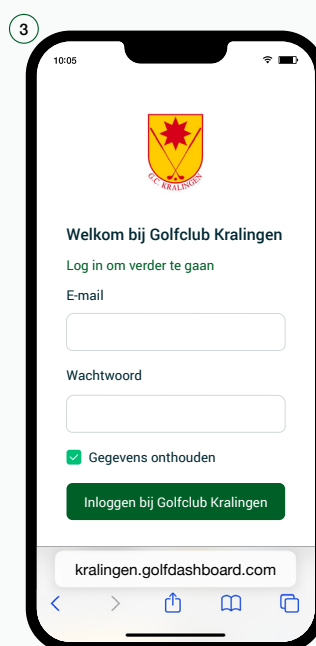 3
10:05
G.C. KRALINGEN
Welkom bij Golfclub Kralingen
Log in om verder te gaan
E-mail
Wachtwoord
Gegevens onthouden
Inloggen bij Golfclub Kralingen
kralingen.golfdashboard.com